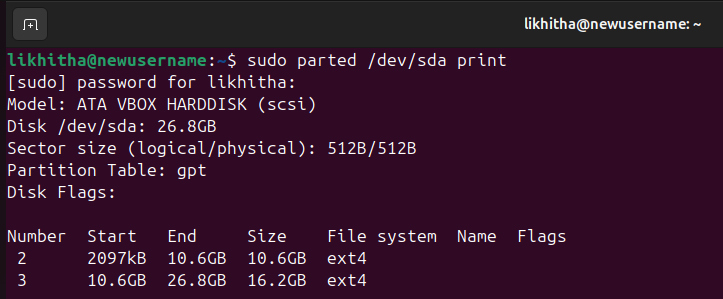 likhitha@newusername: ~
likhitha@newusername:~$ sudo parted /dev/sda print
[sudo] password for likhitha:
Model: ATA VBOX HARDDISK (scsi)
Disk /dev/sda: 26.8GB
Sector size (logical/physical): 512B/512B
Partition Table: gpt
Disk Flags:
Number  Start   End     Size    File system  Name  Flags
 2      2097kB  10.6GB  10.6GB  ext4
 3      10.6GB  26.8GB  16.2GB  ext4